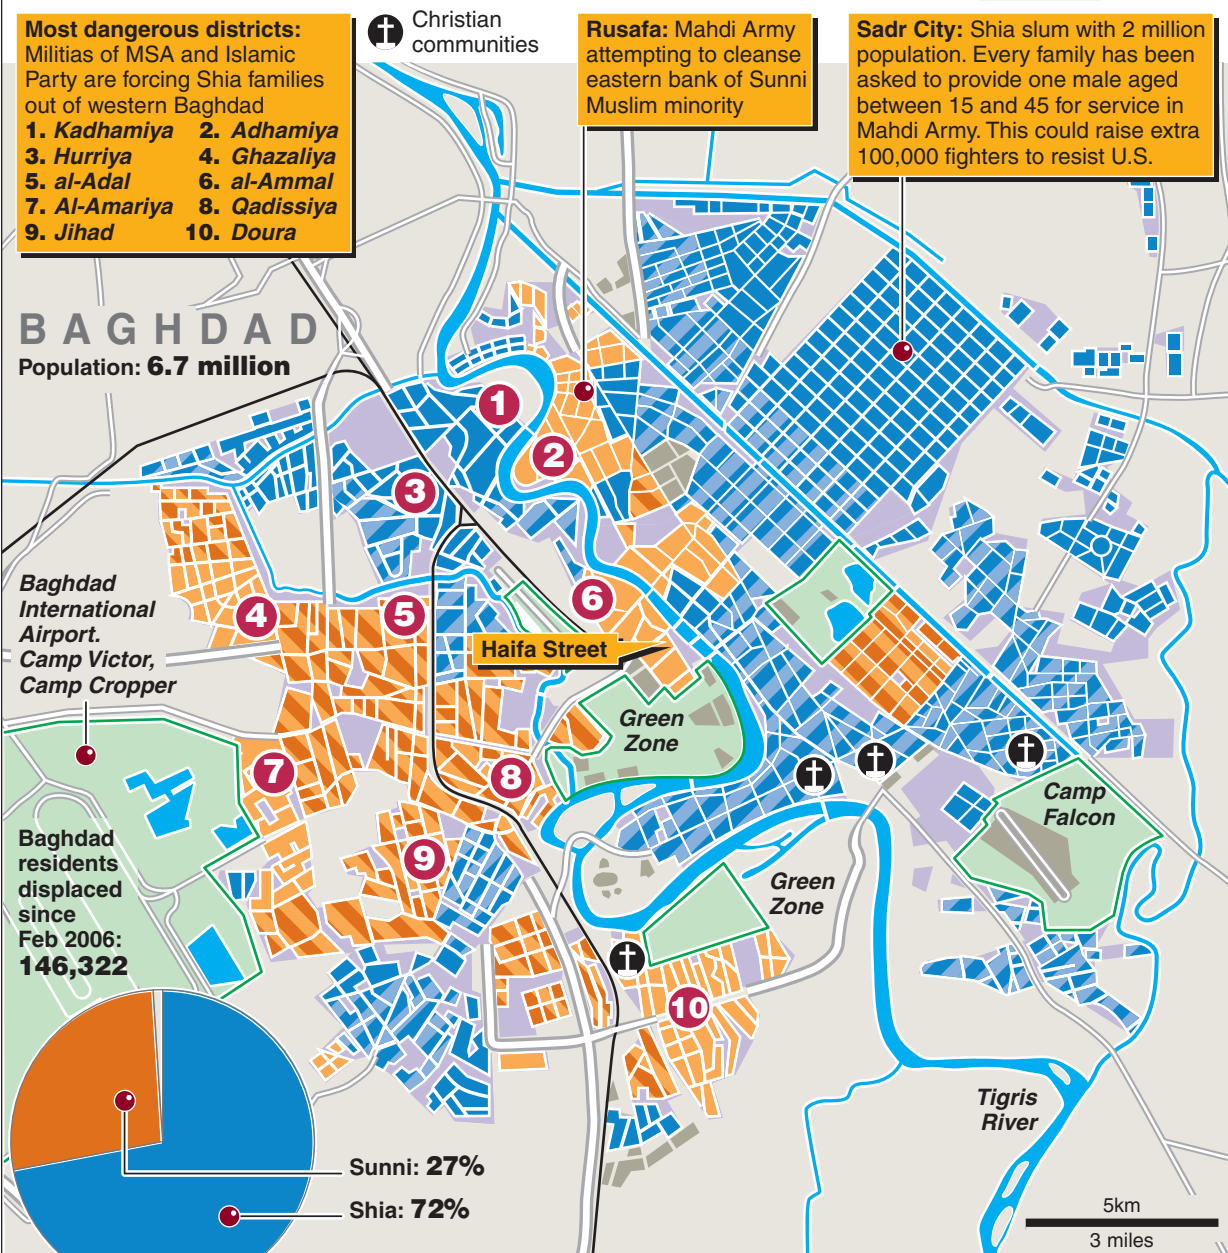 Most dangerous districts:
Militias of MSA and Islamic
Party are forcing Shia families
out of western Baghdad
1. Kadhamiya 2. Adhamiya
3. Hurriya 4. Ghazaliya
5. al-Adal 6. al-Ammal
7. Al-Amariya 8. Qadissiya
9. Jihad 10. Doura
Christian
communities
Rusafa: Mahdi Army
attempting to cleanse
eastern bank of Sunni
Muslim minority
Sadr City: Shia slum with 2 million
population. Every family has been
asked to provide one male aged
between 15 and 45 for service in
Mahdi Army. This could raise extra
100,000 fighters to resist U.S.
BAGHDAD
Population: 6.7 million
1
2
3
4
5
6
Haifa Street
Baghdad
International
Airport.
Camp Victor,
Camp Cropper
Green
Zone
7
8
9
Camp
Falcon
Green
Zone
10
Baghdad
residents
displaced
since
Feb 2006:
146,322
Tigris
River
Sunni: 27%
Shia: 72%
5km
3 miles